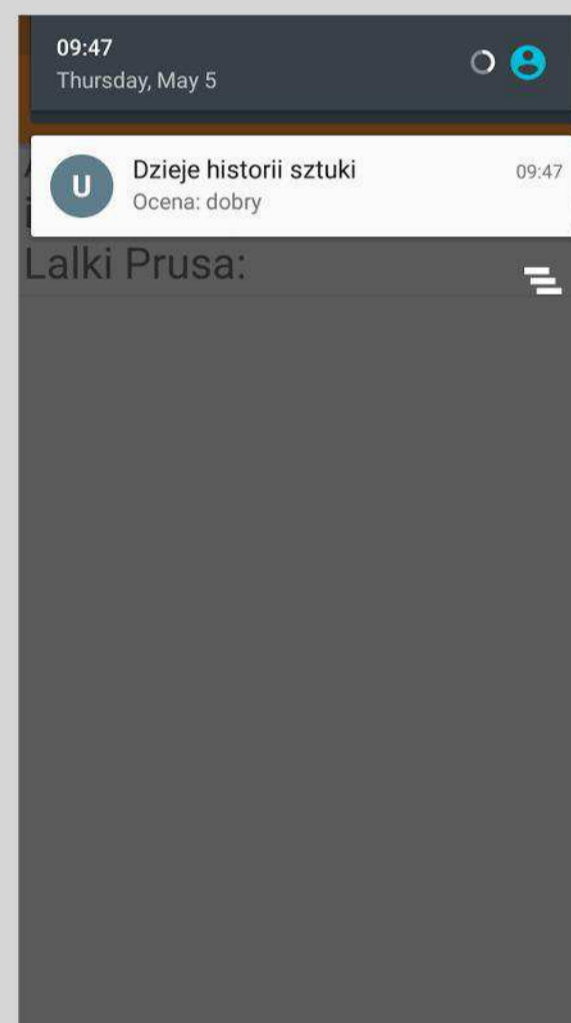 09:47
Thursday, May 5
U
Dzieje historii sztuki
09:47
Ocena: dobry
Lalki Prusa: